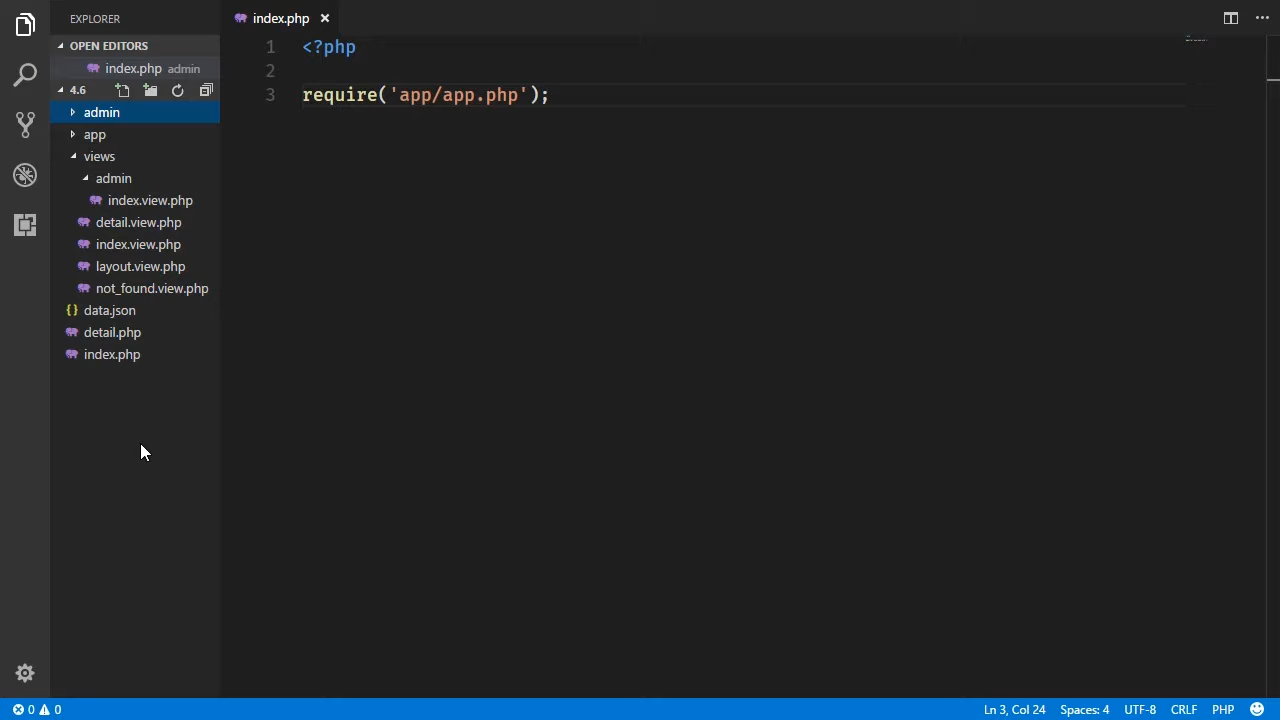 EXPLORER
OPEN EDITORS
index.php admin
4.6
admin
app
views
admin
index.view.php
detail.view.php
index.view.php
layout.view.php
not_found.view.php
{} data.json
detail.php
index.php
index.php ×
1 <?php
2
3 require('app/app.php');
0 0
Ln 3, Col 24 Spaces: 4 UTF-8 CRLF PHP